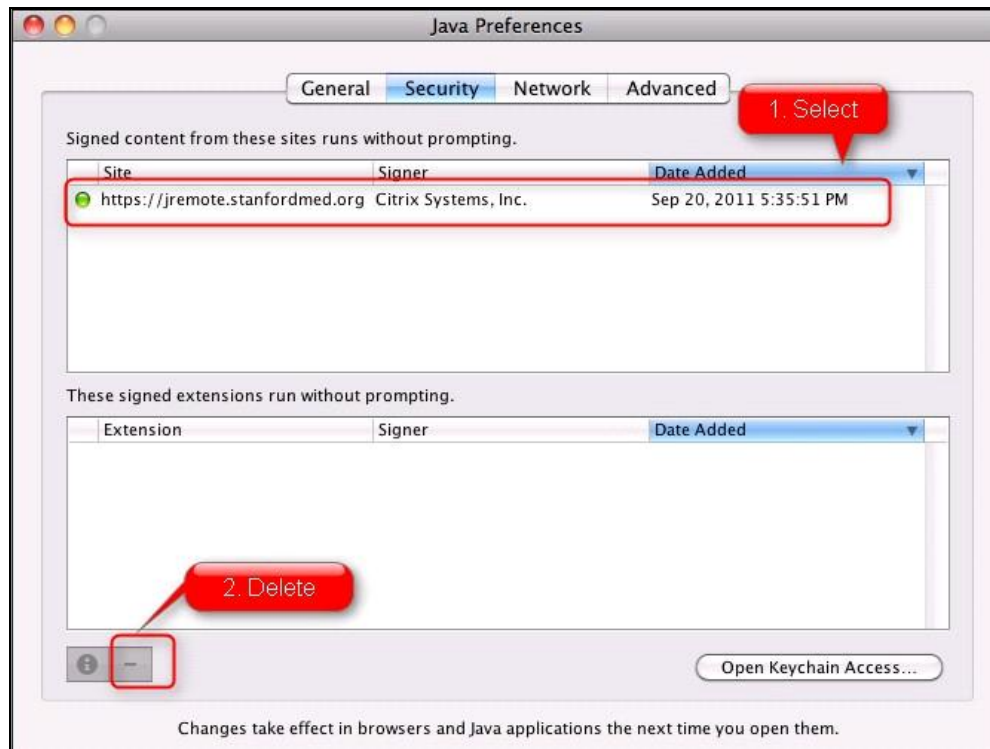 Java Preferences
General Security Network Advanced
1. Select
Signed content from these sites runs without prompting.
Site Signer Date Added
https://jremote.stanfordmed.org Citrix Systems, Inc. Sep 20, 2011 5:35:51 PM
These signed extensions run without prompting.
Extension Signer Date Added
2. Delete
Open Keychain Access...
Changes take effect in browsers and Java applications the next time you open them.